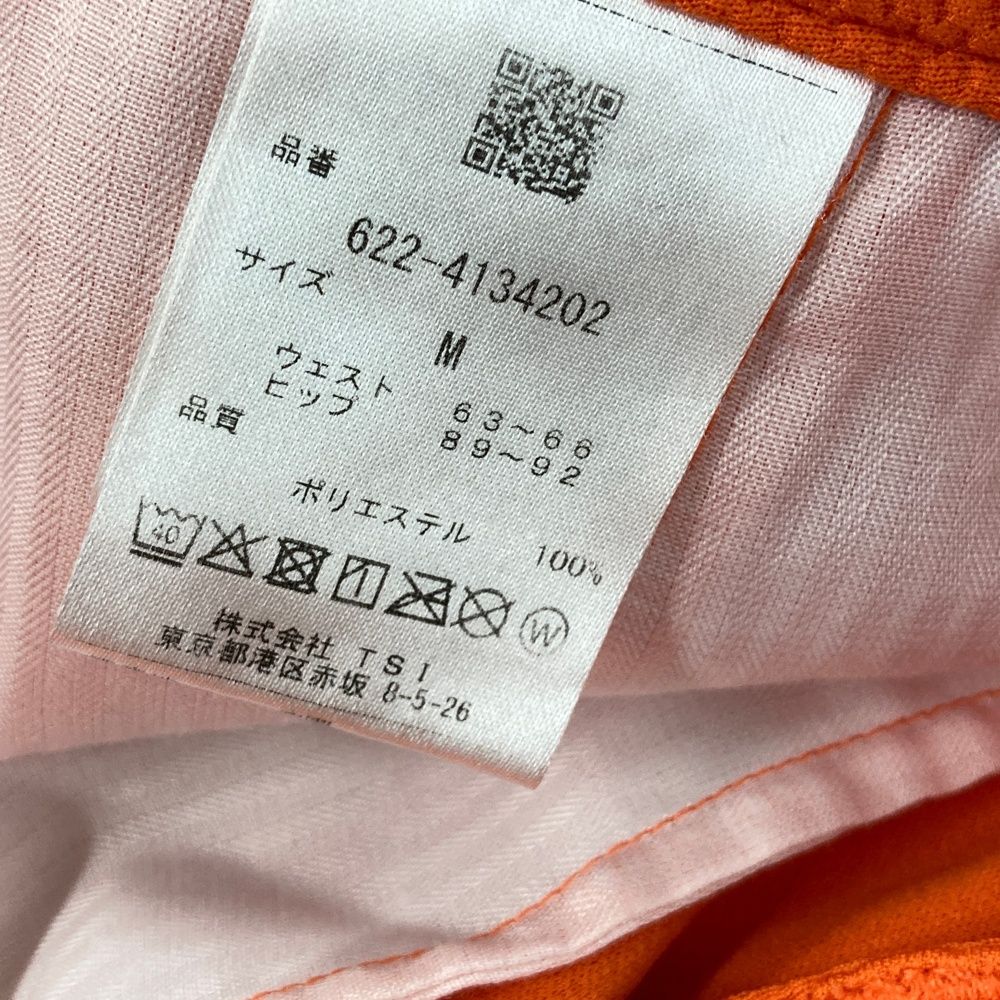 品番
622-4134202
サイズ
M
ウェスト 63～66
ヒップ 89～92
品質
ポリエステル 100%
40
1
W
株式会社 TSI
東京都港区赤坂 8-5-26